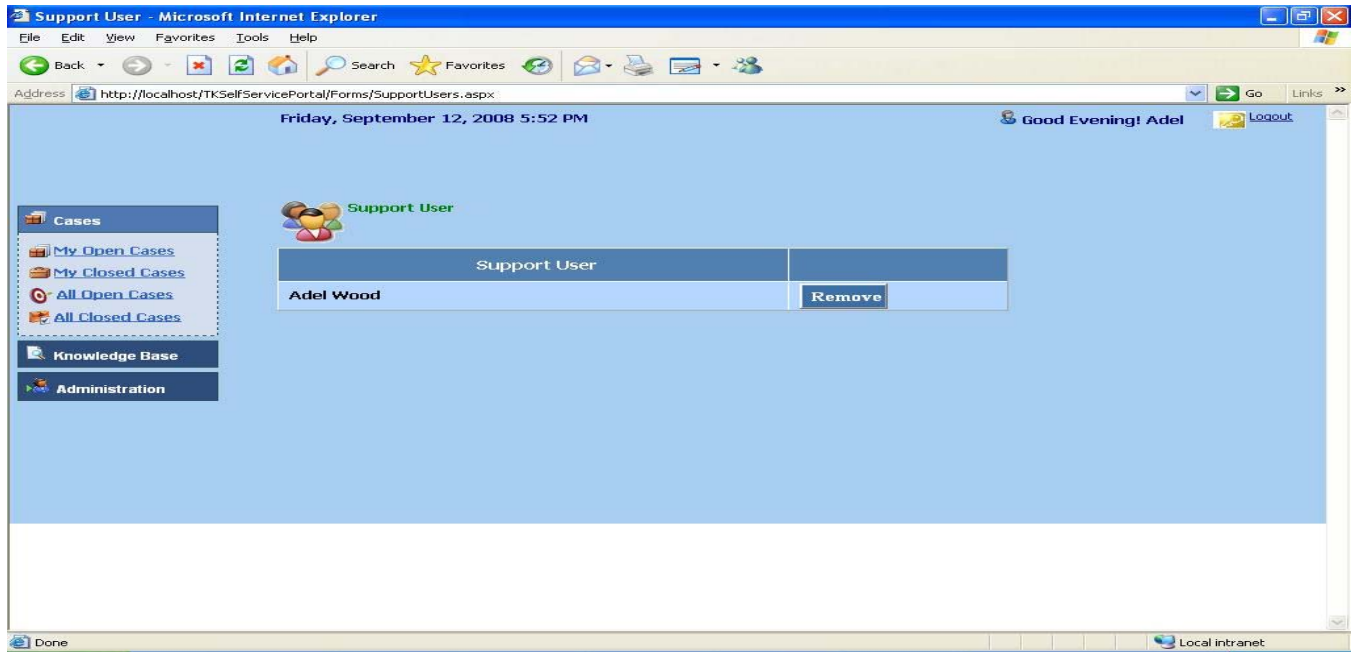 Support User - Microsoft Internet Explorer
File Edit View Favorites Tools Help
Back Search Favorites
Address http://localhost/TKSelfServicePortal/Forms/SupportUsers.aspx Go Links »
Friday, September 12, 2008 5:52 PM Good Evening! Adel Logout
Cases
My Open Cases
My Closed Cases
All Open Cases
All Closed Cases
Knowledge Base
Administration
Support User
Support User
Adel Wood Remove
Done Local intranet